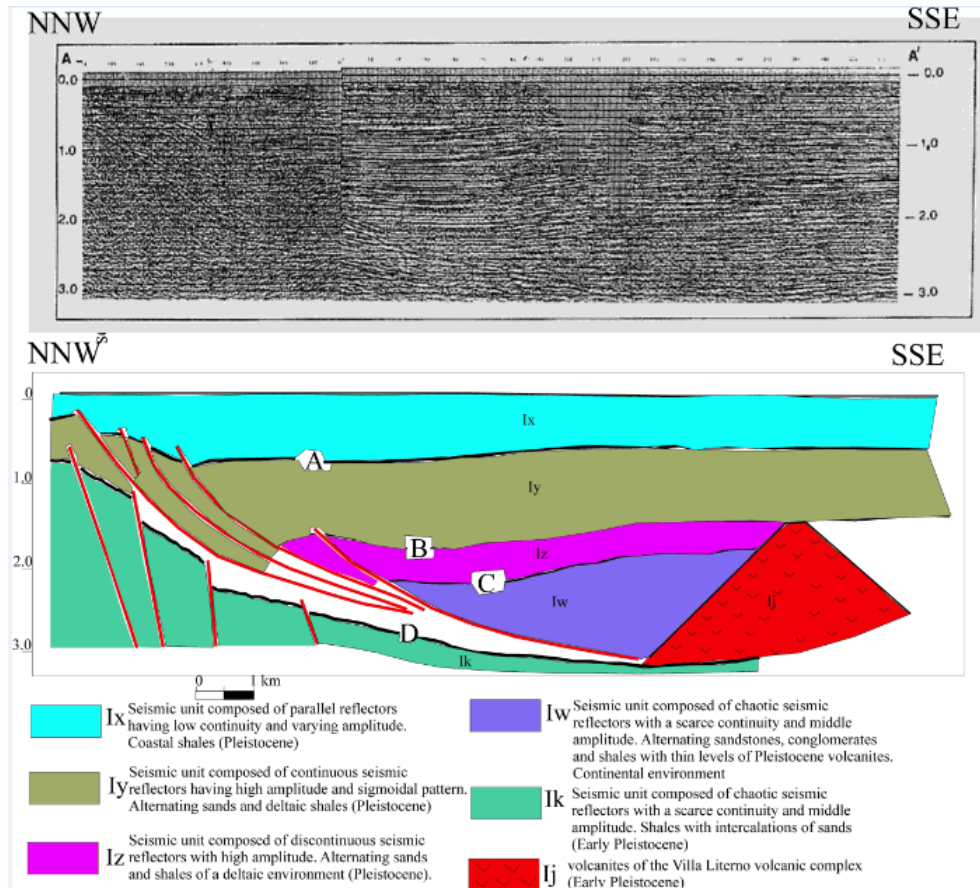 NNW SSE
A A'
0.0 0.0
1.0 1.0
2.0 2.0
3.0 3.0
NNW SSE
0
Ix
A
1.0
Iy
B
2.0
Iz
C
Iw
Ij
D
3.0
Ik
0 1 km
Ix Seismic unit composed of parallel reflectors
having low continuity and varying amplitude.
Coastal shales (Pleistocene)
Iy Seismic unit composed of continuous seismic
reflectors having high amplitude and sigmoidal pattern.
Alternating sands and deltaic shales (Pleistocene)
Iz Seismic unit composed of discontinuous seismic
reflectors with high amplitude. Alternating sands
and shales of a deltaic environment (Pleistocene).
Iw Seismic unit composed of chaotic seismic
reflectors with a scarce continuity and middle
amplitude. Alternating sandstones, conglomerates
and shales with thin levels of Pleistocene volcanites.
Continental environment
Ik Seismic unit composed of chaotic seismic
reflectors with a scarce continuity and middle
amplitude. Shales with intercalations of sands
(Early Pleistocene)
Ij volcanites of the Villa Literno volcanic complex
(Early Pleistocene)